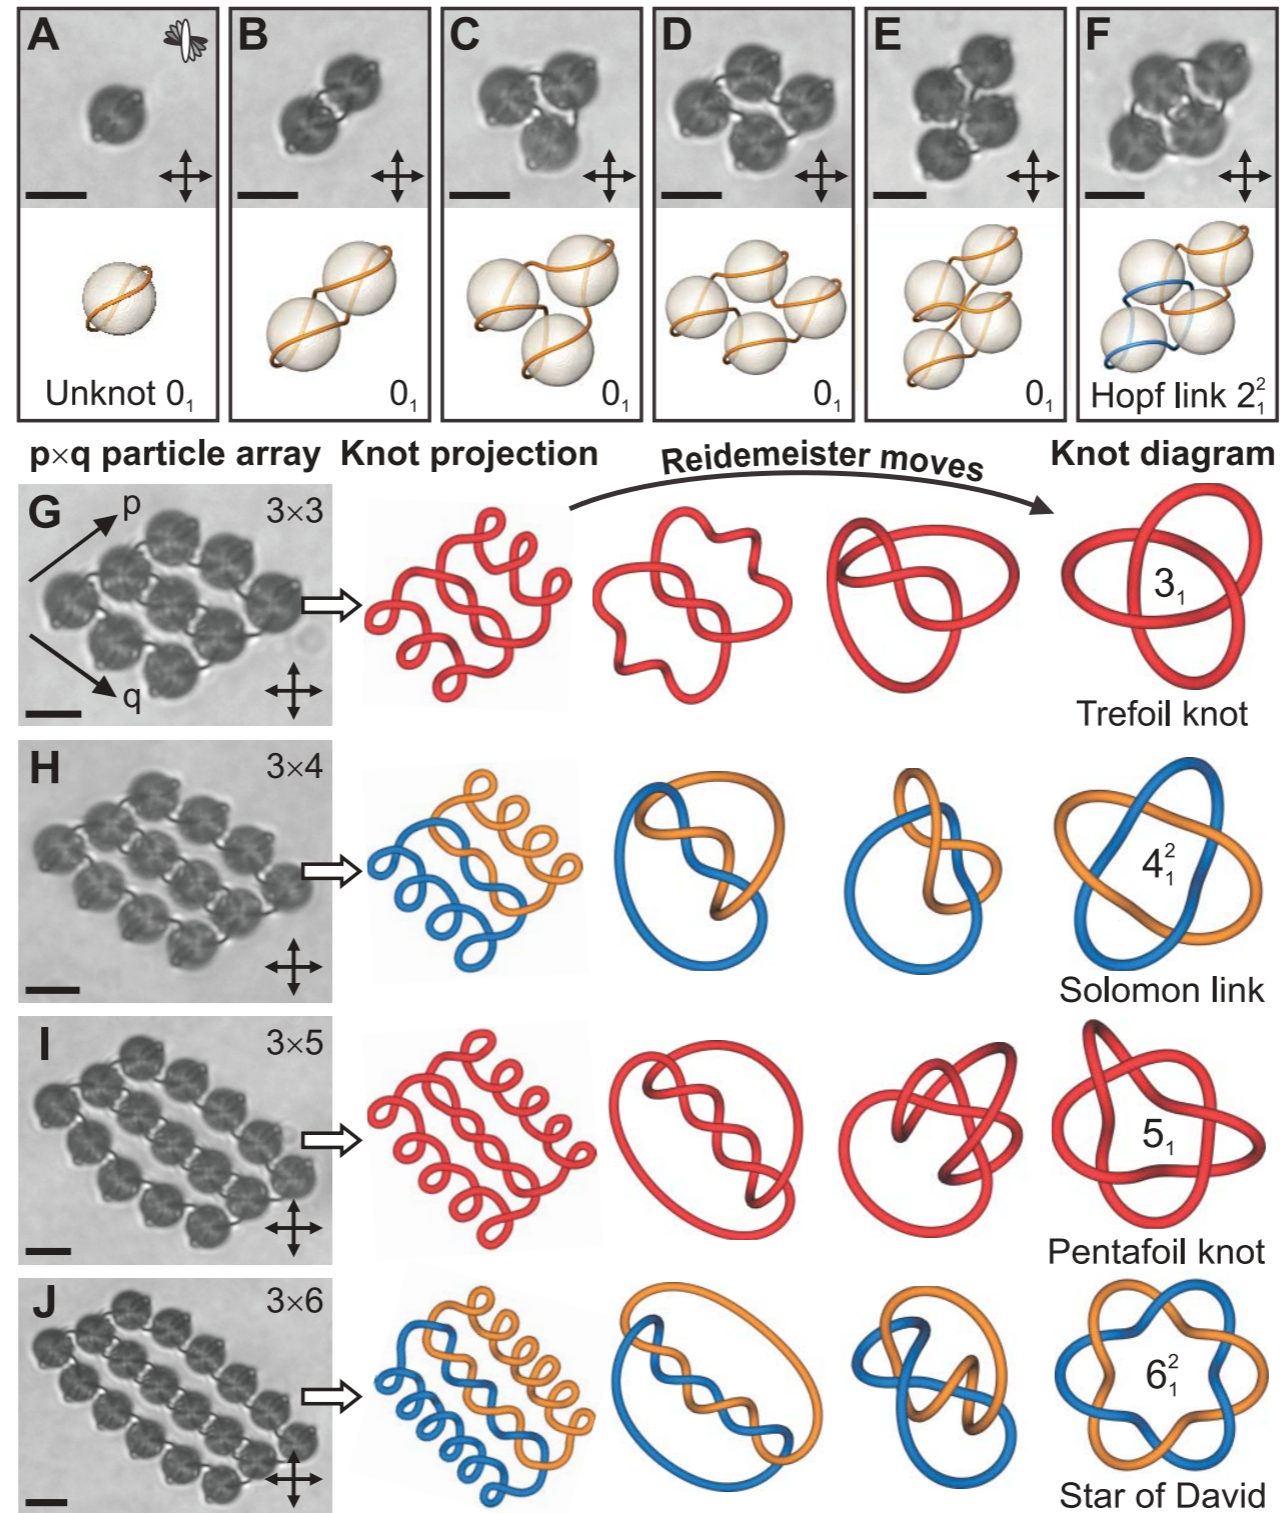 A
B
C
D
E
F
Unknot 0₁
0₁
0₁
0₁
0₁
Hopf link 2²₁
p×q particle array
Knot projection
Reidemeister moves
Knot diagram
G
p
3×3
q
3₁
Trefoil knot
H
3×4
4²₁
Solomon link
I
3×5
5₁
Pentafoil knot
J
3×6
6²₁
Star of David